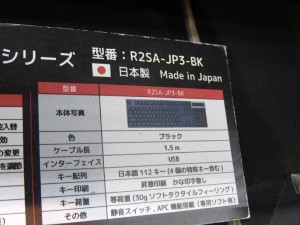 シリーズ 型番：R2SA-JP3-BK
日本製 Made in Japan
型番 R2SA-JP3-BK
本体写真
色 ブラック
ケーブル長 1.5 m
インターフェイス USB
キー配列 日本語 112 キー (4 個の特殊キー含む)
キー印刷 昇華印刷 かな印字無し
キー荷重 等荷重 (30g ソフトタクタイルフィーリング)
その他 静音スイッチ , APC 機能搭載 (専用ソフト有)